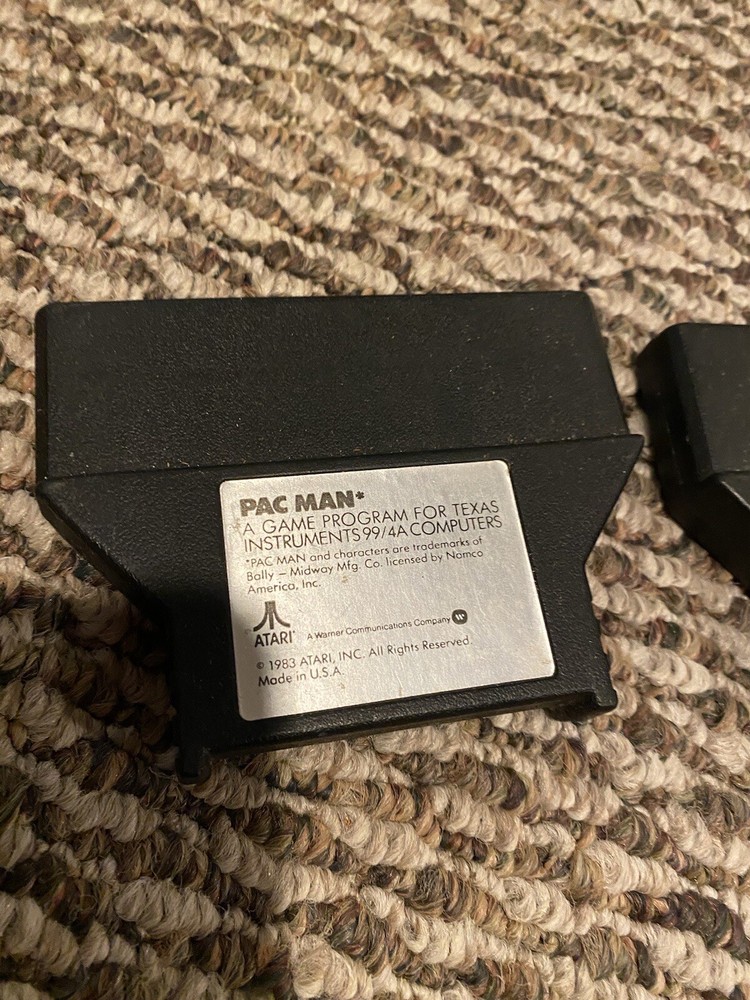 PAC MAN*
A GAME PROGRAM FOR TEXAS
INSTRUMENTS 99/4A COMPUTERS
*PAC MAN and characters are trademarks of
Bally – Midway Mfg. Co. licensed by Namco
America, Inc.
ATARI® A Warner Communications Company W
© 1983 ATARI, INC. All Rights Reserved.
Made in U.S.A.